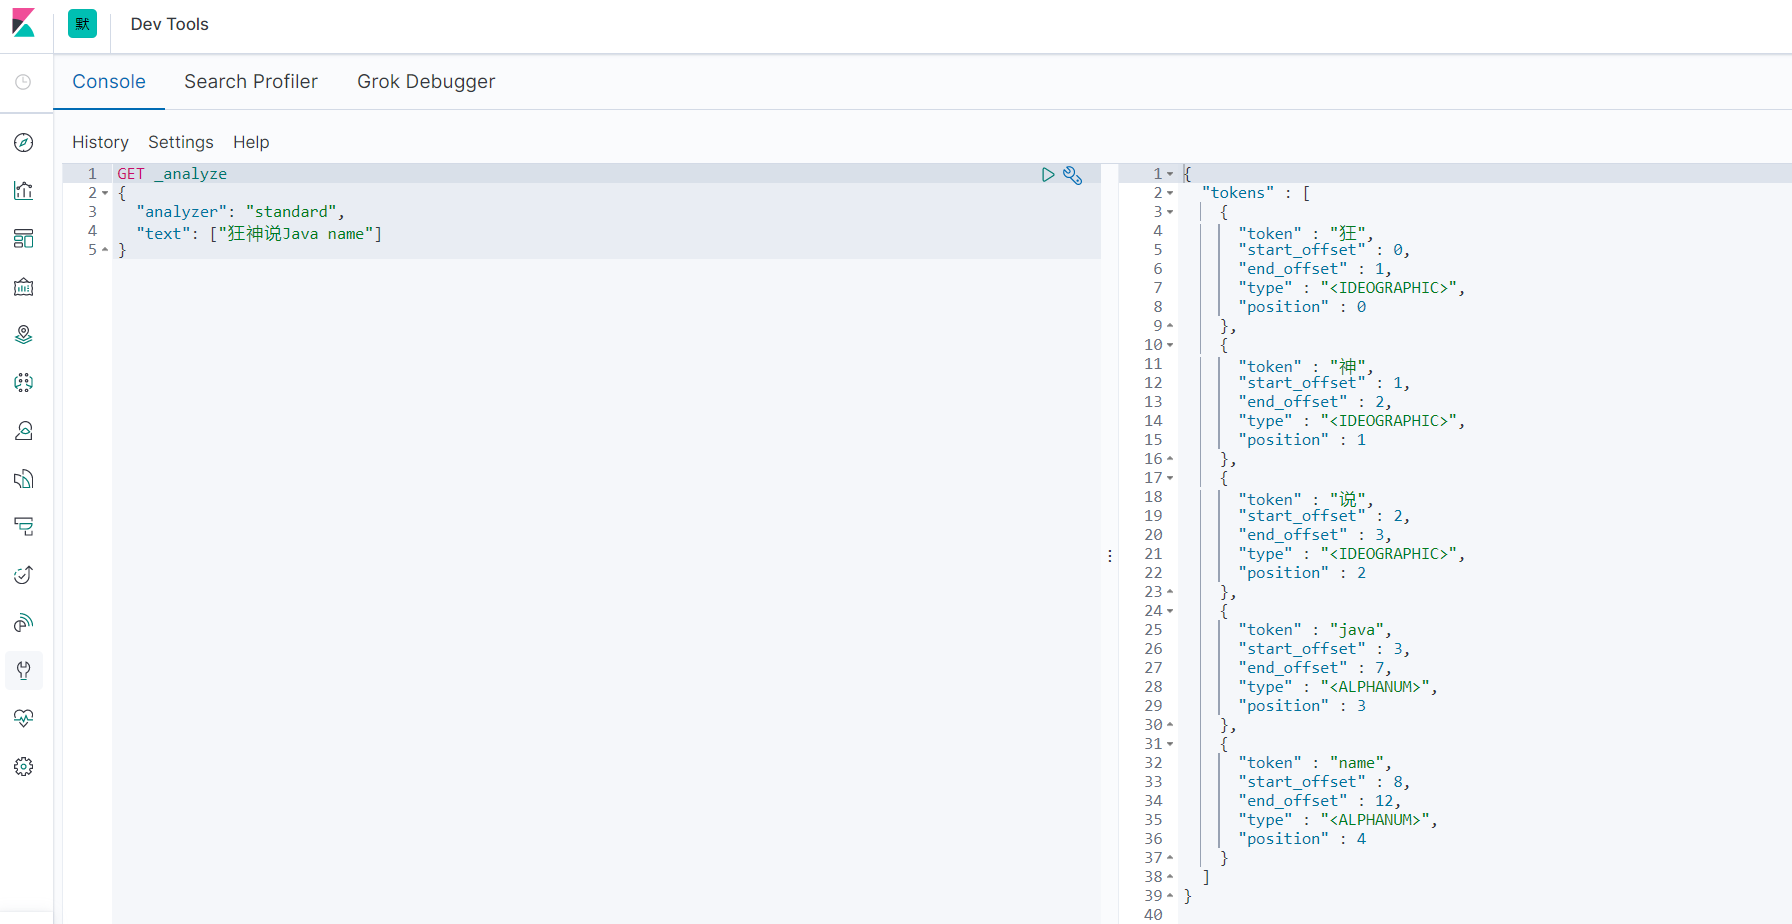 默
Dev Tools
Console Search Profiler Grok Debugger
History Settings Help
1 GET _analyze
2 {
3 "analyzer": "standard",
4 "text": ["狂神说Java name"]
5 }
1 {
2 "tokens" : [
3 {
4 "token" : "狂",
5 "start_offset" : 0,
6 "end_offset" : 1,
7 "type" : "<IDEOGRAPHIC>",
8 "position" : 0
9 },
10 {
11 "token" : "神",
12 "start_offset" : 1,
13 "end_offset" : 2,
14 "type" : "<IDEOGRAPHIC>",
15 "position" : 1
16 },
17 {
18 "token" : "说",
19 "start_offset" : 2,
20 "end_offset" : 3,
21 "type" : "<IDEOGRAPHIC>",
22 "position" : 2
23 },
24 {
25 "token" : "java",
26 "start_offset" : 3,
27 "end_offset" : 7,
28 "type" : "<ALPHANUM>",
29 "position" : 3
30 },
31 {
32 "token" : "name",
33 "start_offset" : 8,
34 "end_offset" : 12,
35 "type" : "<ALPHANUM>",
36 "position" : 4
37 }
38 ]
39 }
40